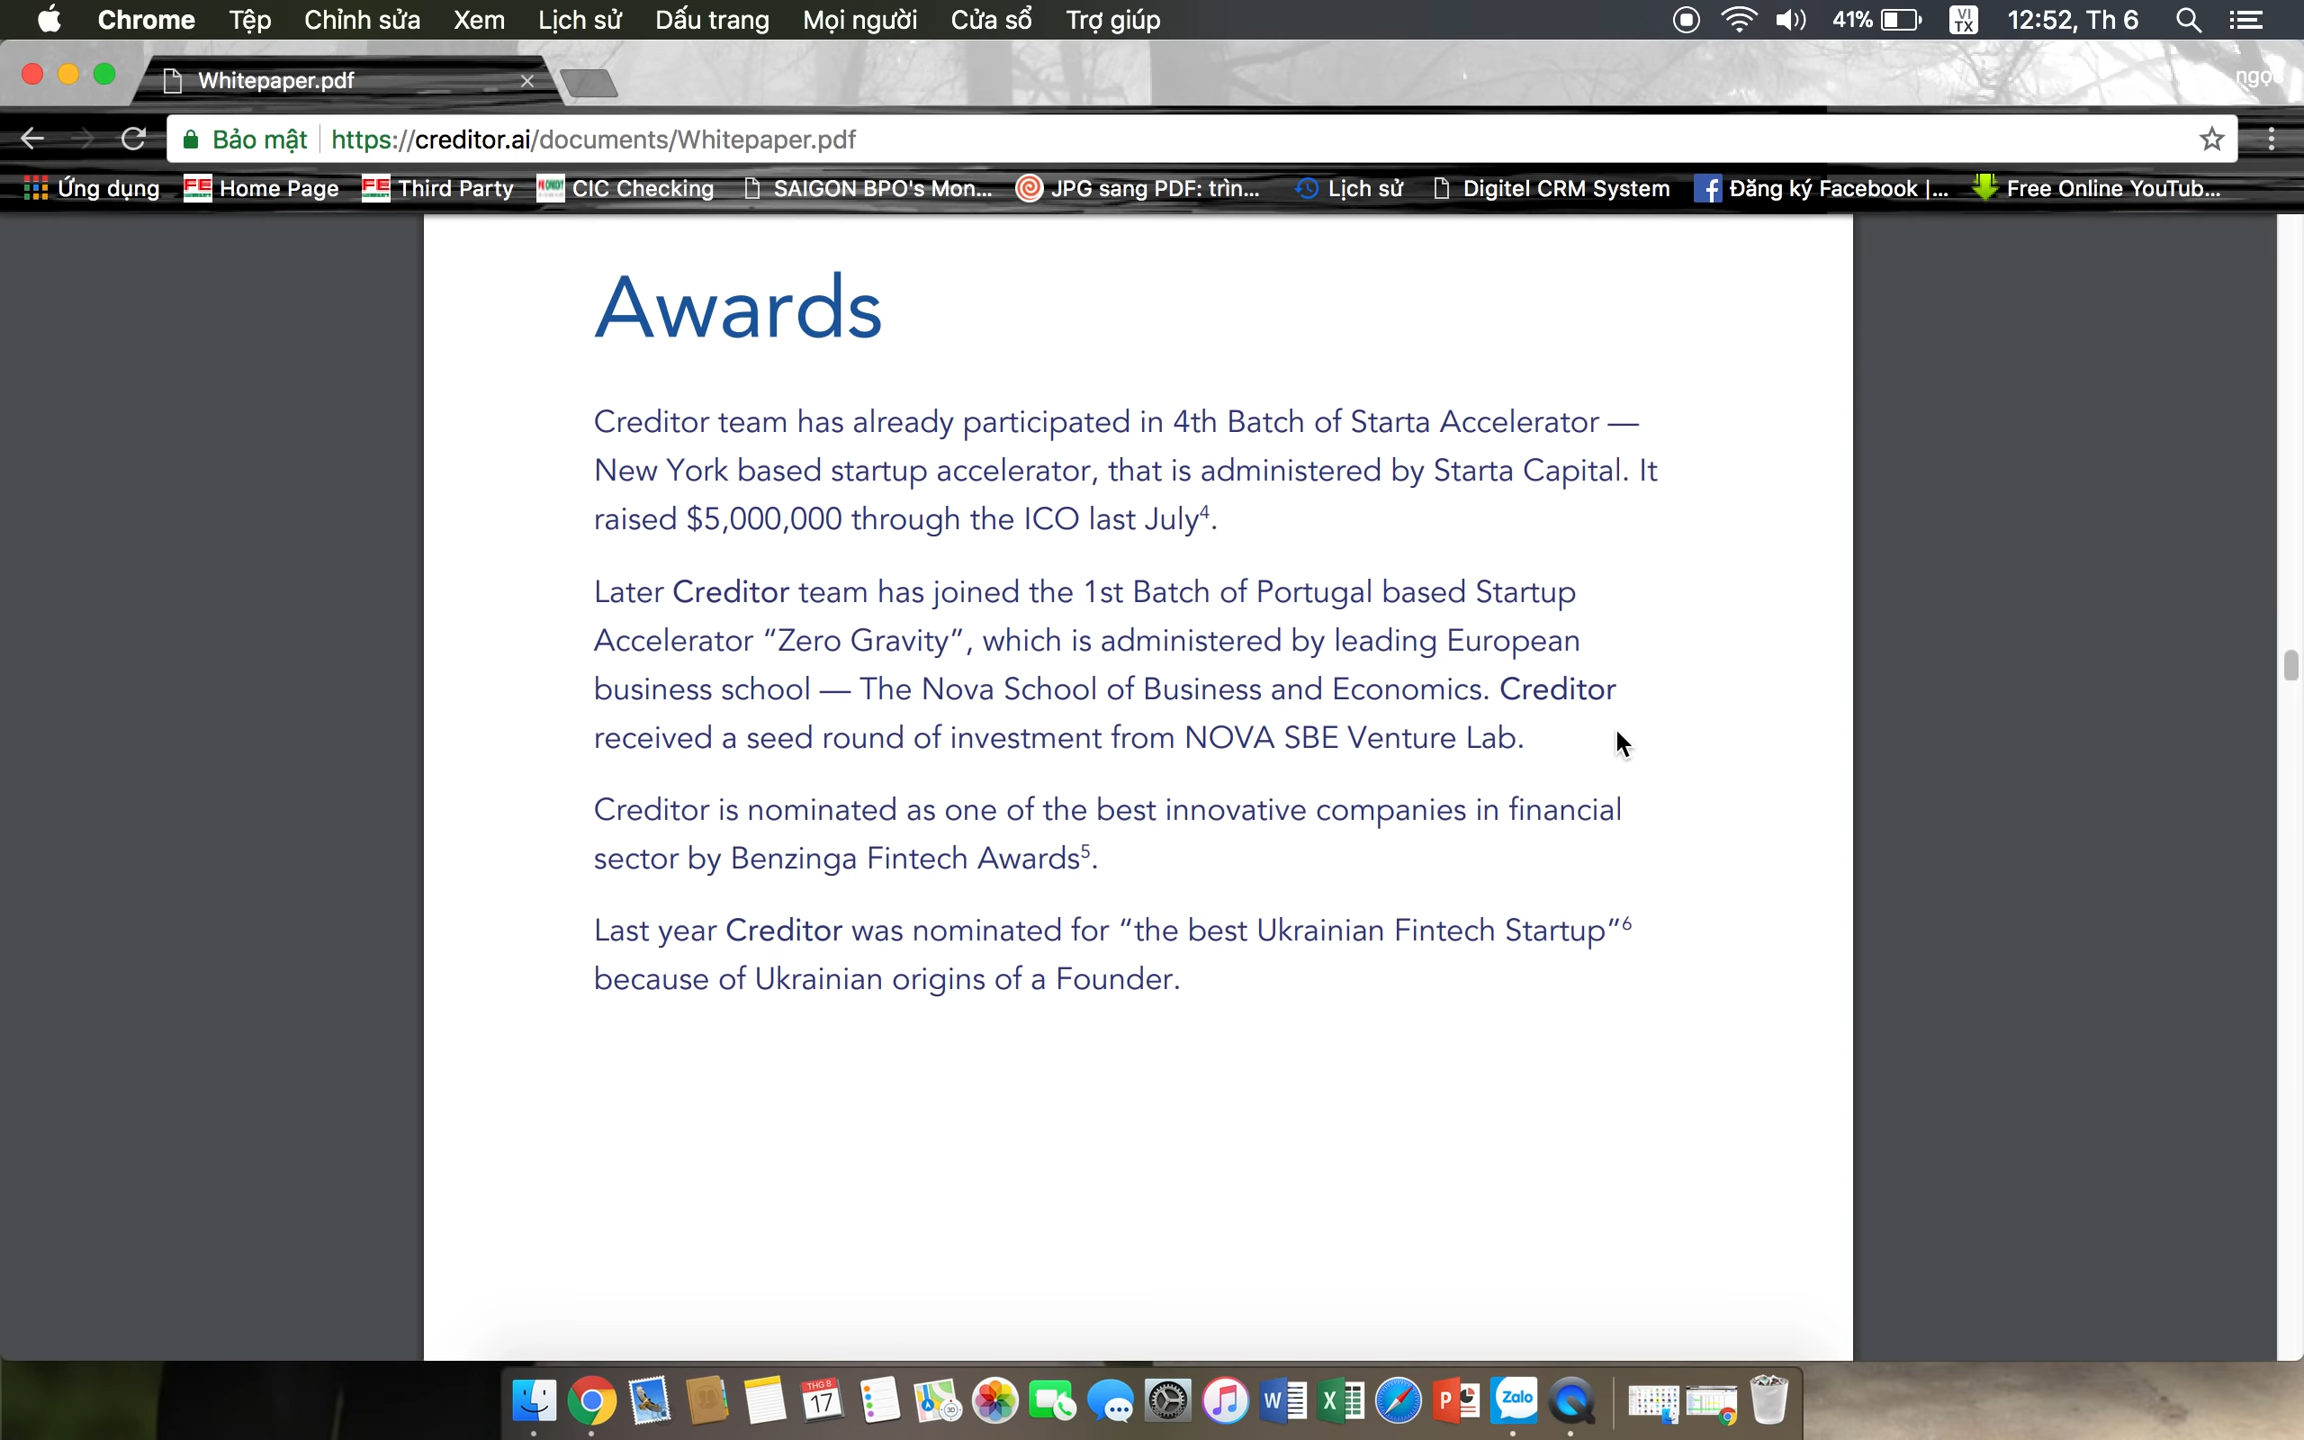 Chrome Tệp Chỉnh sửa Xem Lịch sử Dấu trang Mọi người Cửa sổ Trợ giúp 41% VI TX 12:52, Th 6
Whitepaper.pdf
Bảo mật https://creditor.ai/documents/Whitepaper.pdf
Ứng dụng FE Home Page FE Third Party CIC Checking SAIGON BPO's Mon... JPG sang PDF: trìn... Lịch sử Digitel CRM System Đăng ký Facebook |... Free Online YouTub...
Awards
Creditor team has already participated in 4th Batch of Starta Accelerator —
New York based startup accelerator, that is administered by Starta Capital. It
raised $5,000,000 through the ICO last July⁴.
Later Creditor team has joined the 1st Batch of Portugal based Startup
Accelerator “Zero Gravity”, which is administered by leading European
business school — The Nova School of Business and Economics. Creditor
received a seed round of investment from NOVA SBE Venture Lab.
Creditor is nominated as one of the best innovative companies in financial
sector by Benzinga Fintech Awards⁵.
Last year Creditor was nominated for “the best Ukrainian Fintech Startup”⁶
because of Ukrainian origins of a Founder.
THG 8
17
Zalo